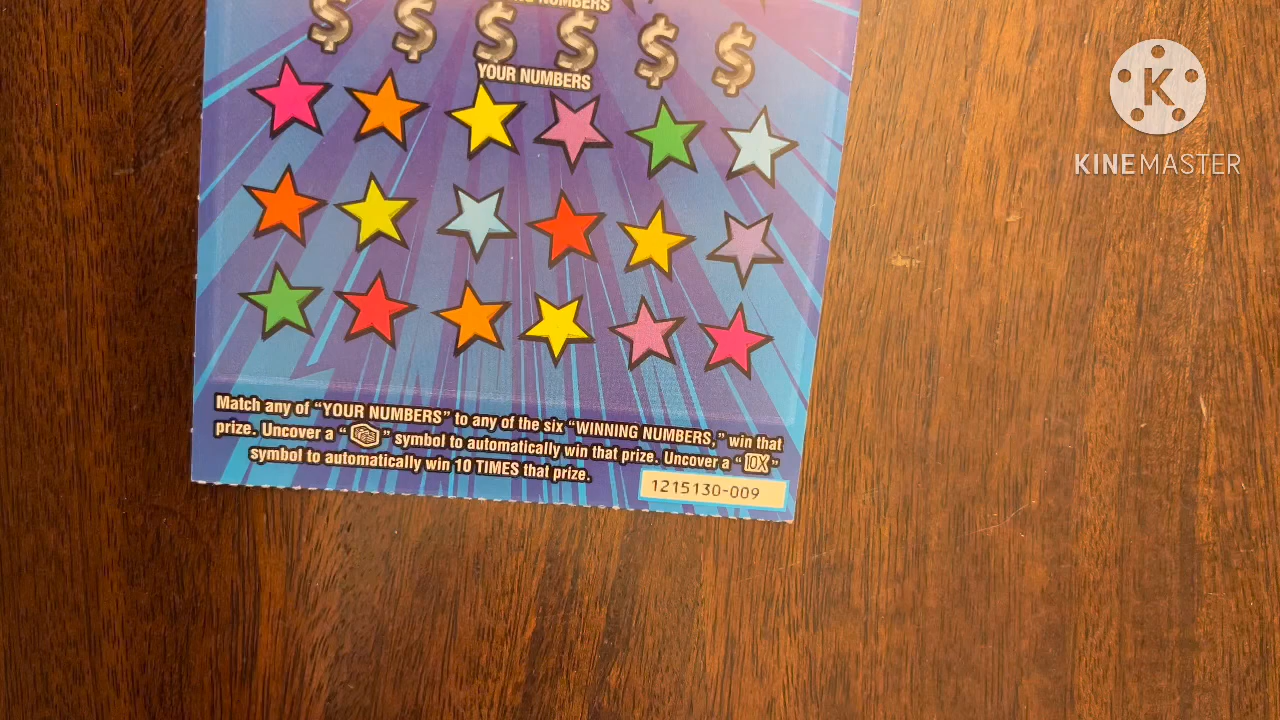 NUMBERS
YOUR NUMBERS
Match any of “YOUR NUMBERS” to any of the six “WINNING NUMBERS,” win that
prize. Uncover a “ ” symbol to automatically win that prize. Uncover a “10X”
symbol to automatically win 10 TIMES that prize.
1215130-009
K
KINEMASTER